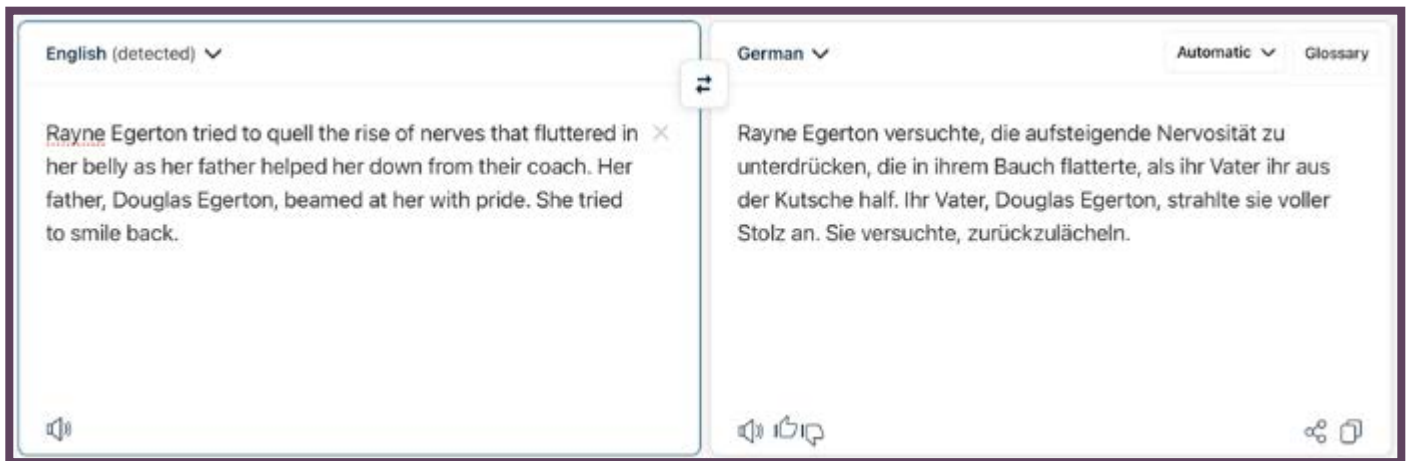 English (detected)
Rayne Egerton tried to quell the rise of nerves that fluttered in
her belly as her father helped her down from their coach. Her
father, Douglas Egerton, beamed at her with pride. She tried
to smile back.
German
Automatic
Glossary
Rayne Egerton versuchte, die aufsteigende Nervosität zu
unterdrücken, die in ihrem Bauch flatterte, als ihr Vater ihr aus
der Kutsche half. Ihr Vater, Douglas Egerton, strahlte sie voller
Stolz an. Sie versuchte, zurückzulächeln.